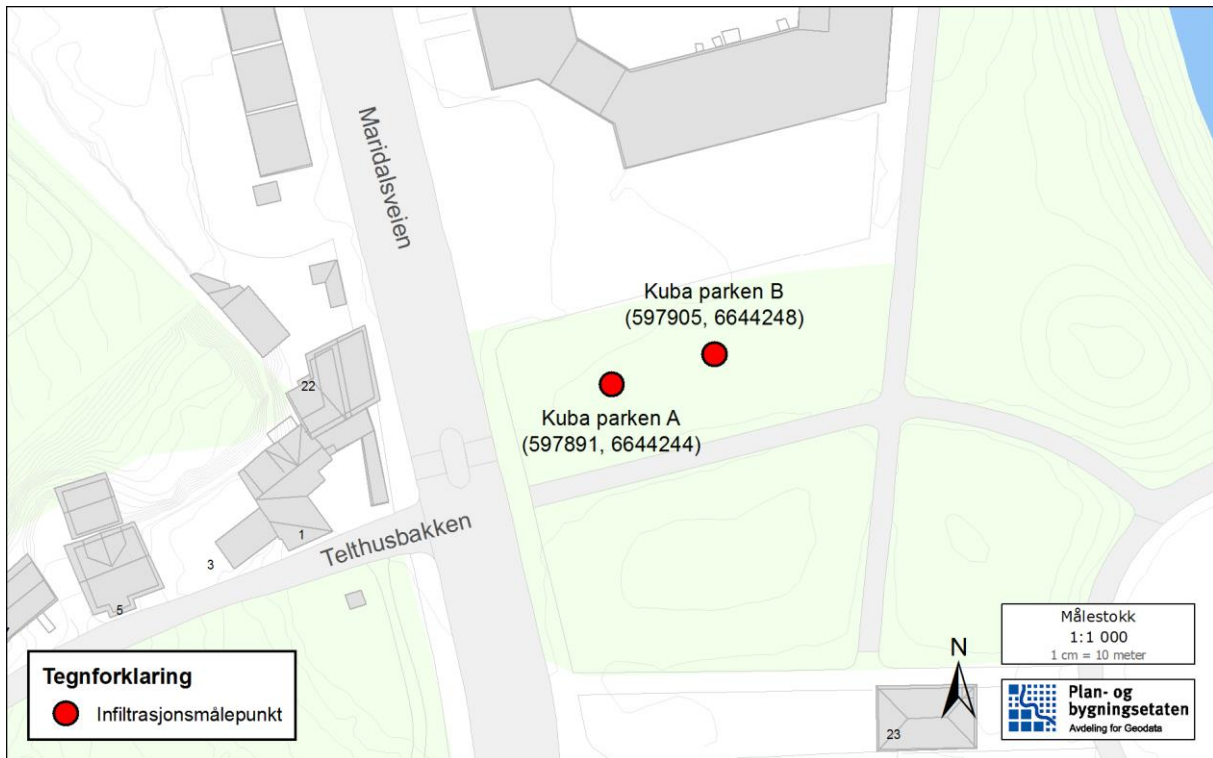 Maridalsveien
Kuba parken B
(597905, 6644248)
22
Kuba parken A
(597891, 6644244)
Telthusbakken
1
3
5
Målestokk
1:1 000
1 cm = 10 meter
N
Tegnforklaring
Infiltrasjonsmålepunkt
Plan- og
bygningsetaten
Avdeling for Geodata
23